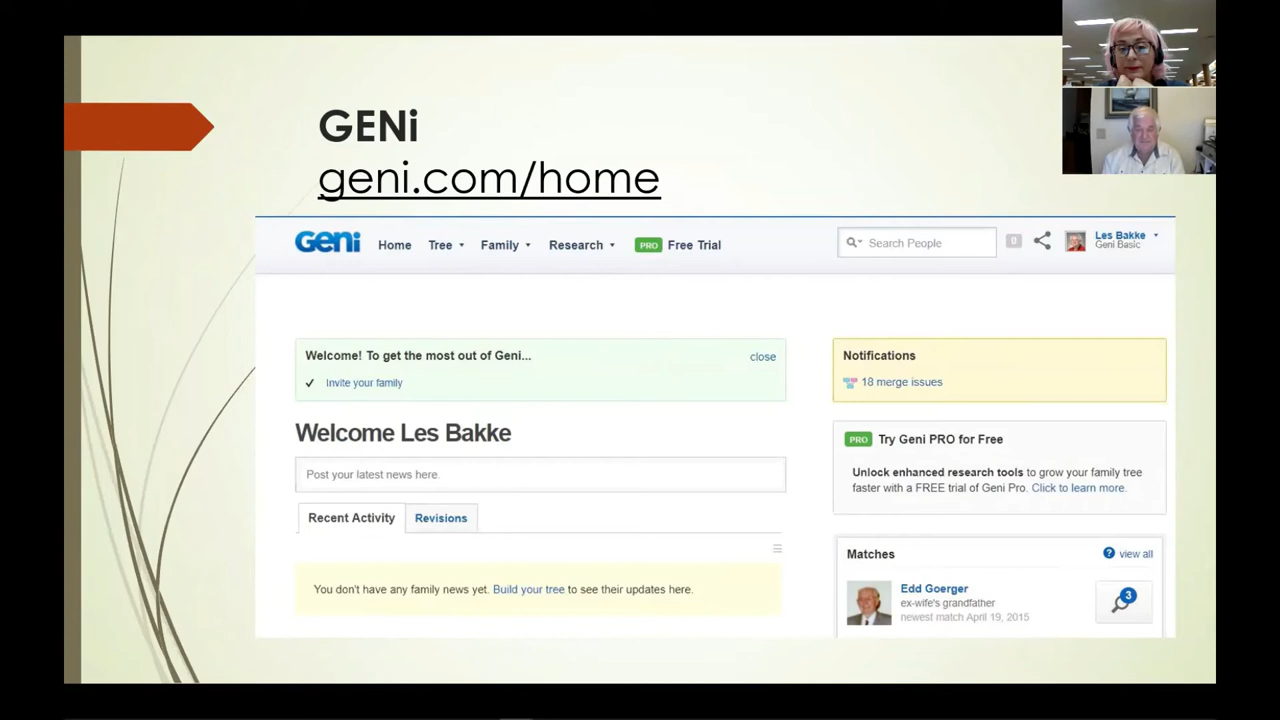 GENi
geni.com/home
Geni Home Tree Family Research PRO Free Trial Search People 0 Les Bakke
Geni Basic
Welcome! To get the most out of Geni... close
✓ Invite your family
Notifications
18 merge issues
Welcome Les Bakke
Post your latest news here.
Recent Activity Revisions
PRO Try Geni PRO for Free
Unlock enhanced research tools to grow your family tree
faster with a FREE trial of Geni Pro. Click to learn more.
You don't have any family news yet. Build your tree to see their updates here.
Matches ? view all
Edd Goerger
ex-wife's grandfather
newest match April 19, 2015
3